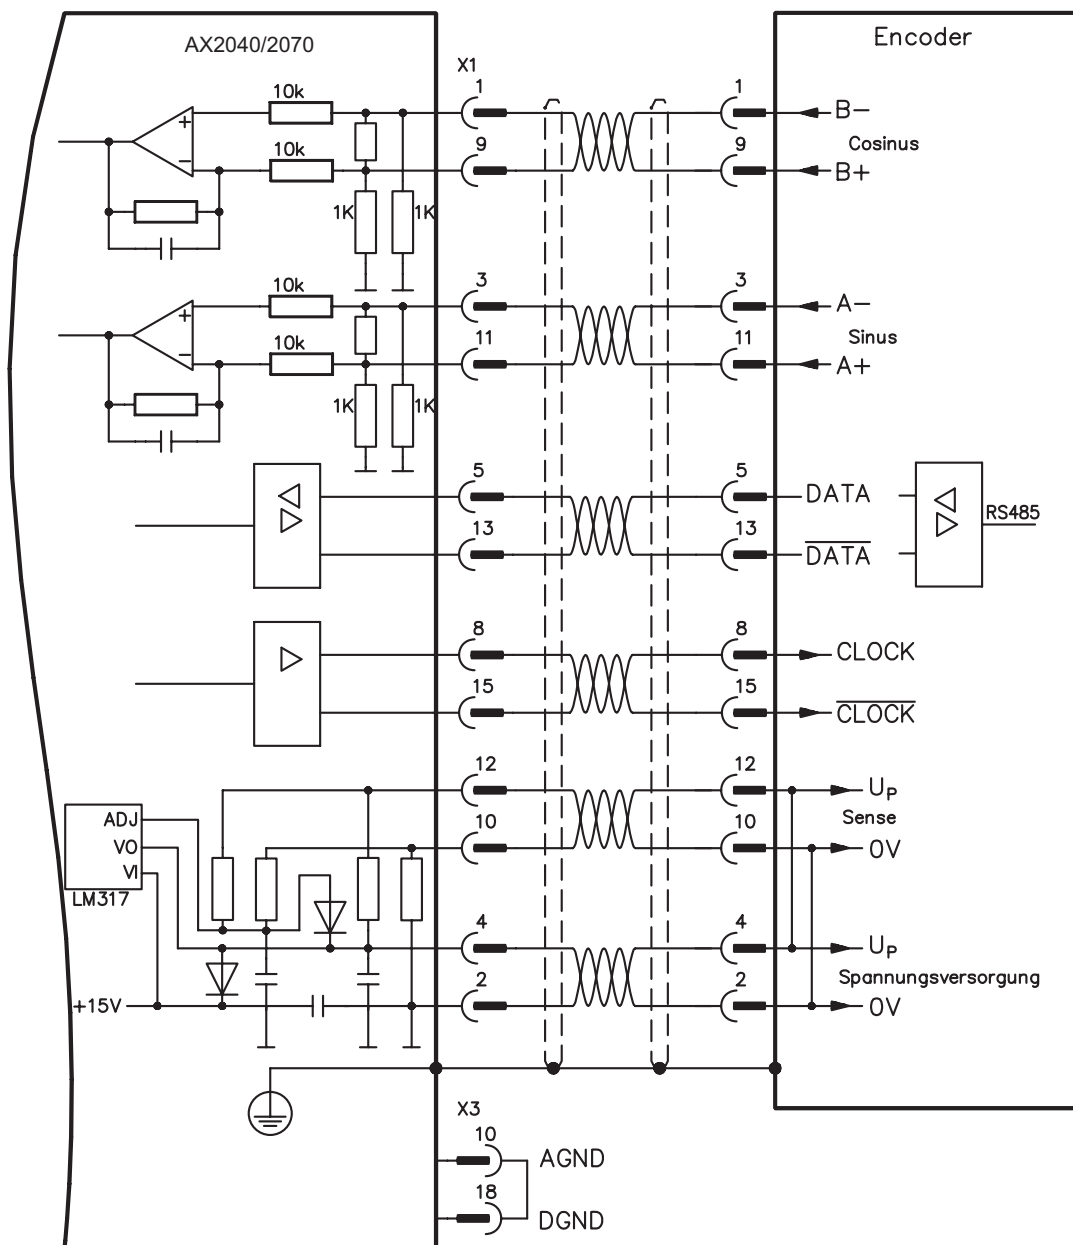 AX2040/2070
Encoder
X1
10k
1
1
B-
+
Cosinus
10k
9
9
B+
-
1K
1K
10k
3
3
A-
+
Sinus
10k
11
11
A+
-
1K
1K
5
5
DATA
RS485
13
13
DATA
8
8
CLOCK
15
15
CLOCK
12
12
UP
ADJ
Sense
VO
10
10
0V
VI
LM317
4
4
UP
Spannungsversorgung
+15V
2
2
0V
X3
10
AGND
18
DGND